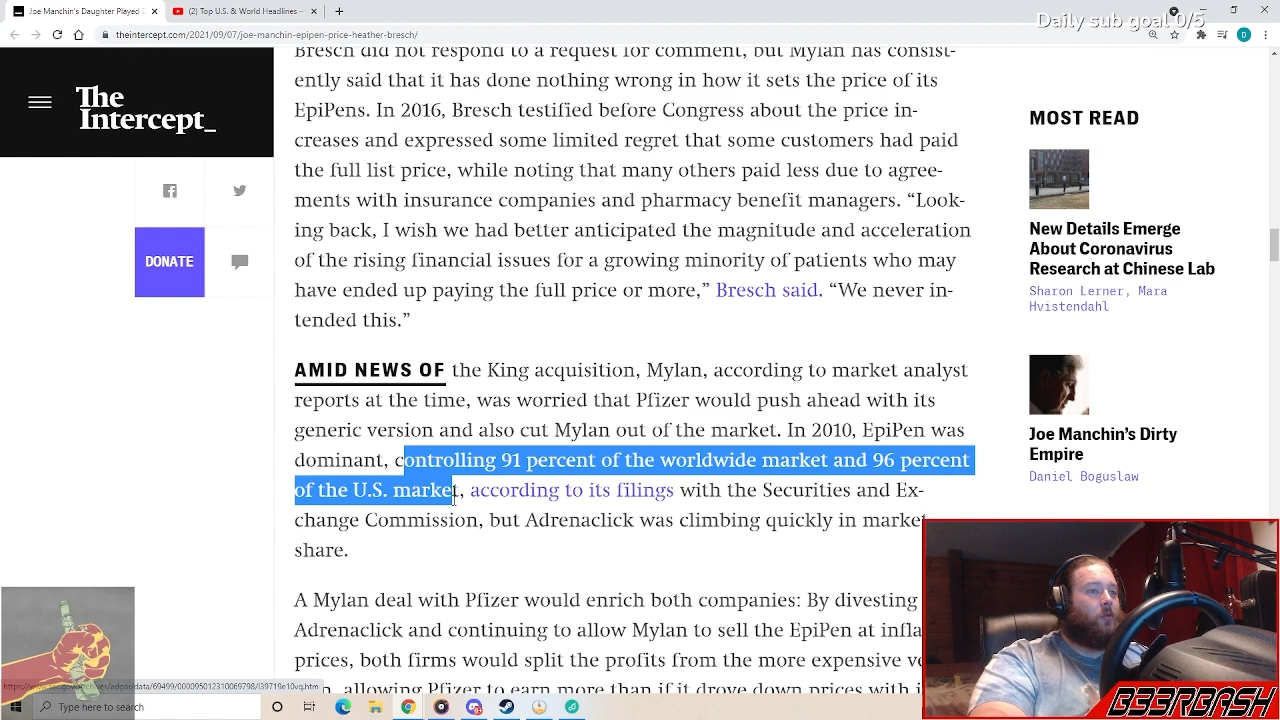 Joe Manchin's Daughter Played D
(2) Top U.S. & World Headlines —
Daily sub goal 0/5
theintercept.com/2021/09/07/joe-manchin-epipen-price-heather-bresch/
D
The
Intercept_
DONATE
Bresch did not respond to a request for comment, but Mylan has consist-
ently said that it has done nothing wrong in how it sets the price of its
EpiPens. In 2016, Bresch testified before Congress about the price in-
creases and expressed some limited regret that some customers had paid
the full list price, while noting that many others paid less due to agree-
ments with insurance companies and pharmacy benefit managers. “Look-
ing back, I wish we had better anticipated the magnitude and acceleration
of the rising financial issues for a growing minority of patients who may
have ended up paying the full price or more,” Bresch said. “We never in-
tended this.”
AMID NEWS OF the King acquisition, Mylan, according to market analyst
reports at the time, was worried that Pfizer would push ahead with its
generic version and also cut Mylan out of the market. In 2010, EpiPen was
dominant, controlling 91 percent of the worldwide market and 96 percent
of the U.S. market, according to its filings with the Securities and Ex-
change Commission, but Adrenaclick was climbing quickly in market
share.
A Mylan deal with Pfizer would enrich both companies: By divesting
Adrenaclick and continuing to allow Mylan to sell the EpiPen at infla
prices, both firms would split the profits from the more expensive ve
allowing Pfizer to earn more than if it drove down prices with i
MOST READ
New Details Emerge
About Coronavirus
Research at Chinese Lab
Sharon Lerner, Mara
Hvistendahl
Joe Manchin’s Dirty
Empire
Daniel Boguslaw
Type here to search
B33RBASH